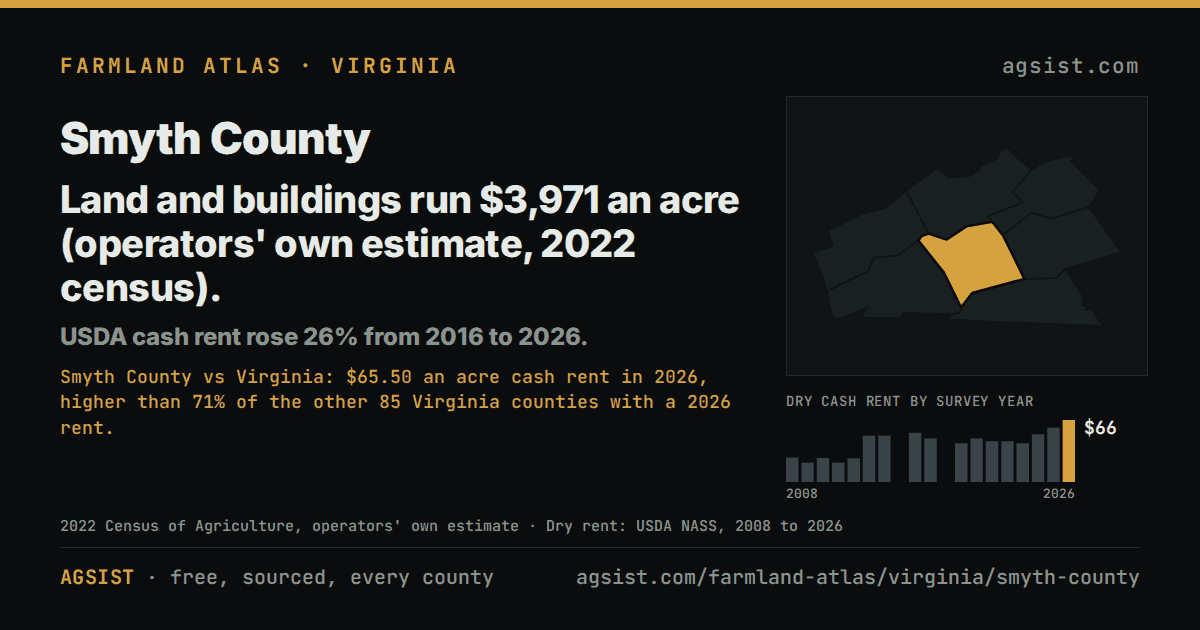 FARMLAND ATLAS · VIRGINIA
agsist.com
Smyth County
Land and buildings run $3,971 an acre
(operators' own estimate, 2022
census).
USDA cash rent rose 26% from 2016 to 2026.
Smyth County vs Virginia: $65.50 an acre cash rent in 2026,
higher than 71% of the other 85 Virginia counties with a 2026
rent.
DRY CASH RENT BY SURVEY YEAR
$66
2008
2026
2022 Census of Agriculture, operators' own estimate · Dry rent: USDA NASS, 2008 to 2026
AGSIST · free, sourced, every county
agsist.com/farmland-atlas/virginia/smyth-county